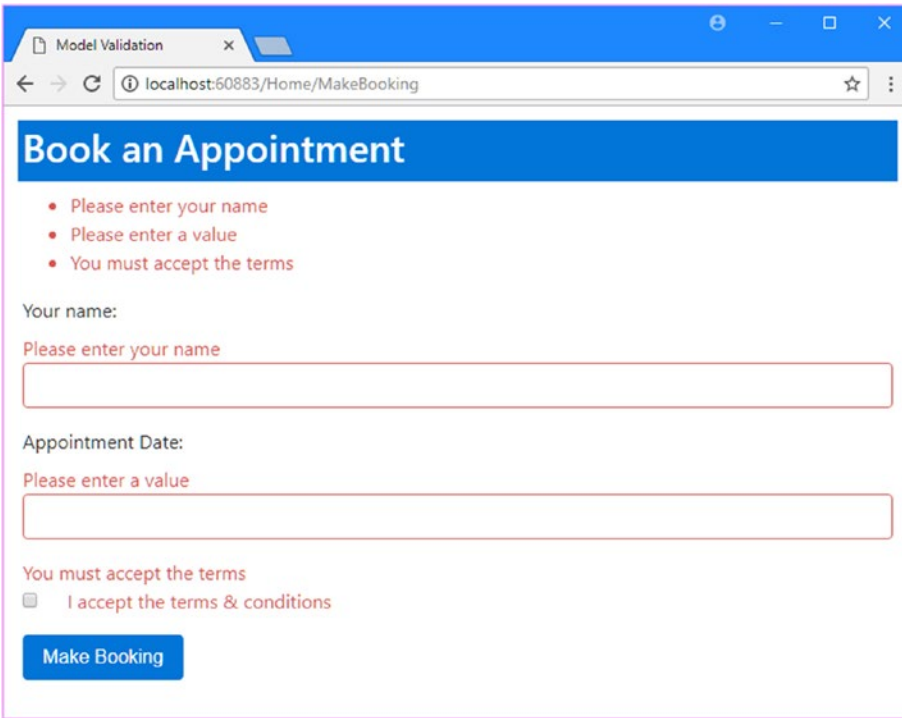 Model Validation
localhost:60883/Home/MakeBooking
Book an Appointment
Please enter your name
Please enter a value
You must accept the terms
Your name:
Please enter your name
Appointment Date:
Please enter a value
You must accept the terms
I accept the terms & conditions
Make Booking